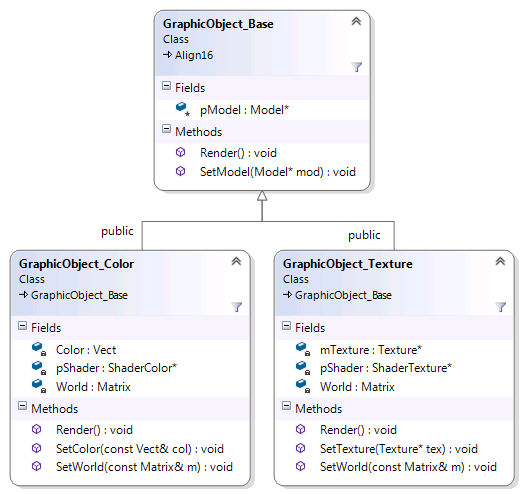 GraphicObject_Base
Class
Align16
Fields
pModel : Model*
Methods
Render() : void
SetModel(Model* mod) : void
public
public
GraphicObject_Color
Class
GraphicObject_Base
Fields
Color : Vect
pShader : ShaderColor*
World : Matrix
Methods
Render() : void
SetColor(const Vect& col) : void
SetWorld(const Matrix& m) : void
GraphicObject_Texture
Class
GraphicObject_Base
Fields
mTexture : Texture*
pShader : ShaderTexture*
World : Matrix
Methods
Render() : void
SetTexture(Texture* tex) : void
SetWorld(const Matrix& m) : void